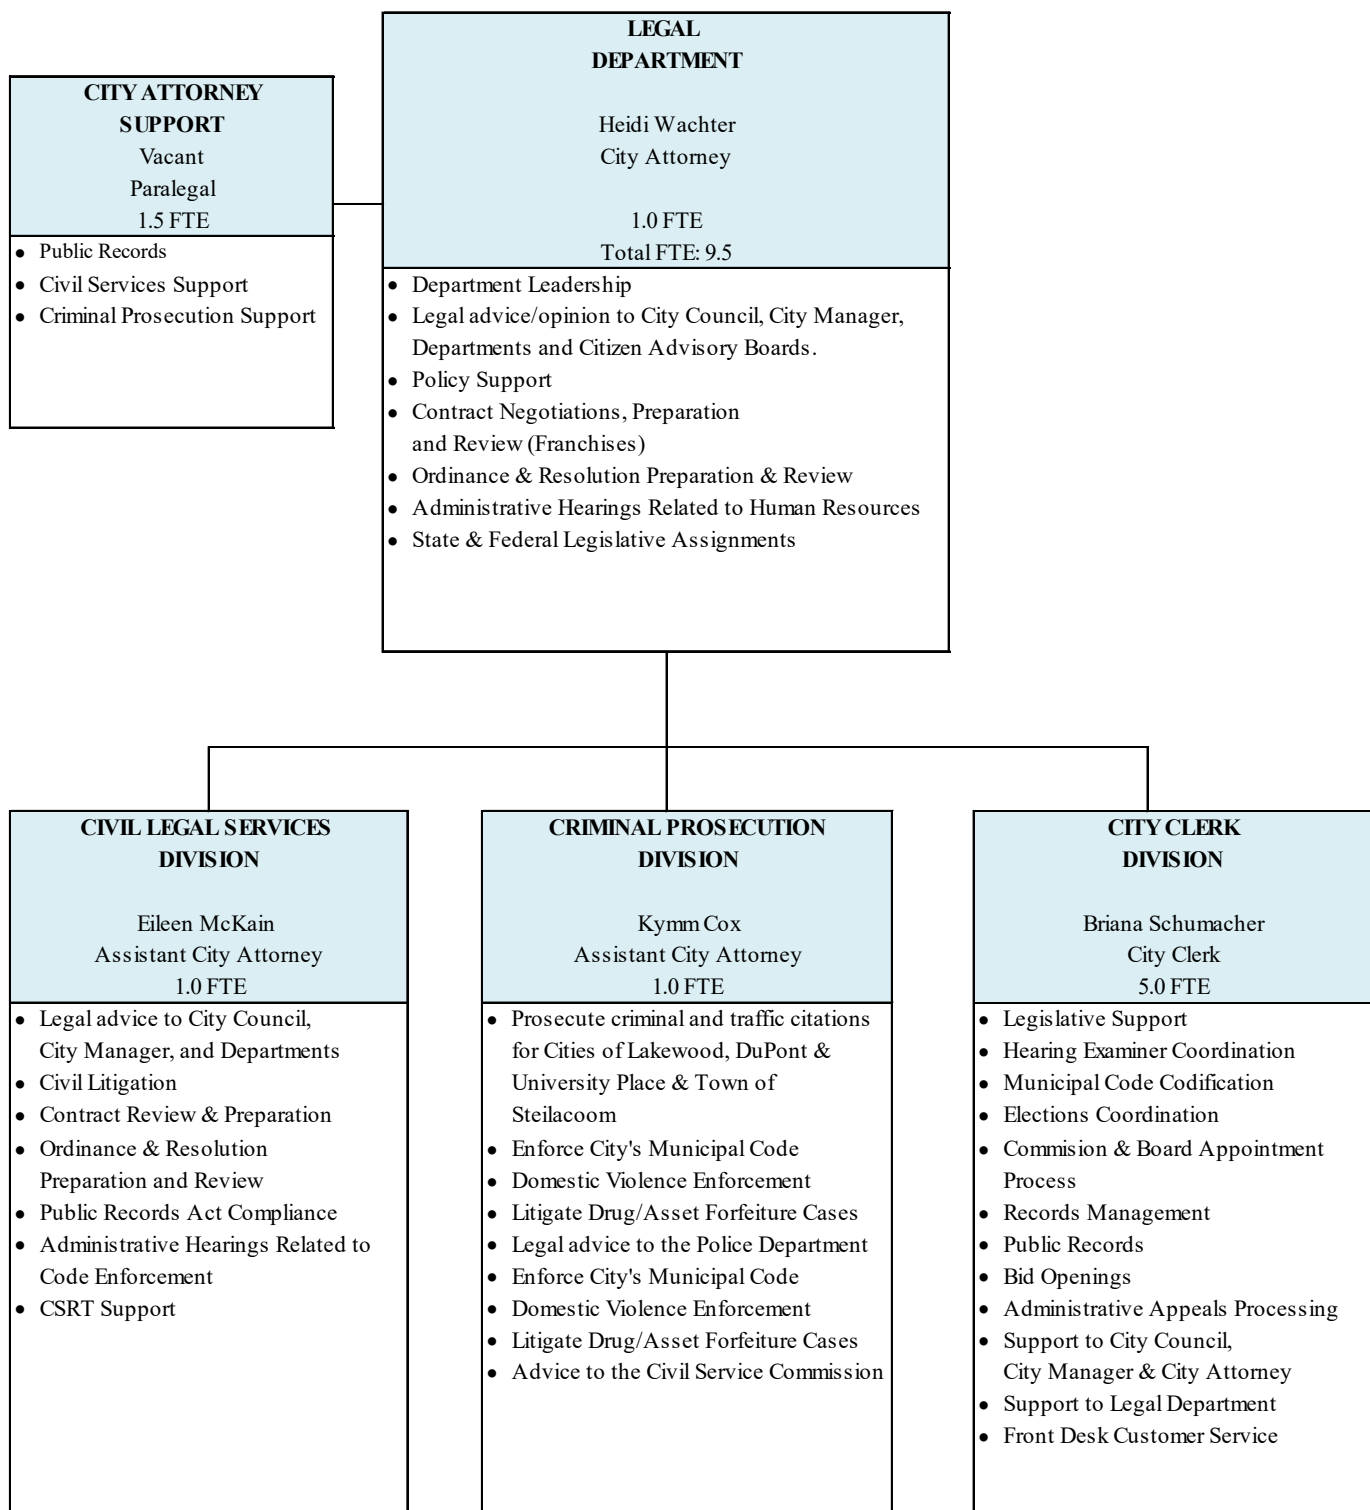 LEGAL
DEPARTMENT
Heidi Wachter
City Attorney
1.0 FTE
Total FTE: 9.5
• Department Leadership
• Legal advice/opinion to City Council, City Manager,
Departments and Citizen Advisory Boards.
• Policy Support
• Contract Negotiations, Preparation
and Review (Franchises)
• Ordinance & Resolution Preparation & Review
• Administrative Hearings Related to Human Resources
• State & Federal Legislative Assignments
CITY ATTORNEY
SUPPORT
Vacant
Paralegal
1.5 FTE
• Public Records
• Civil Services Support
• Criminal Prosecution Support
CIVIL LEGAL SERVICES
DIVISION
Eileen McKain
Assistant City Attorney
1.0 FTE
• Legal advice to City Council,
City Manager, and Departments
• Civil Litigation
• Contract Review & Preparation
• Ordinance & Resolution
Preparation and Review
• Public Records Act Compliance
• Administrative Hearings Related to
Code Enforcement
• CSRT Support
CRIMINAL PROSECUTION
DIVISION
Kymm Cox
Assistant City Attorney
1.0 FTE
• Prosecute criminal and traffic citations
for Cities of Lakewood, DuPont &
University Place & Town of
Steilacoom
• Enforce City's Municipal Code
• Domestic Violence Enforcement
• Litigate Drug/Asset Forfeiture Cases
• Legal advice to the Police Department
• Enforce City's Municipal Code
• Domestic Violence Enforcement
• Litigate Drug/Asset Forfeiture Cases
• Advice to the Civil Service Commission
CITY CLERK
DIVISION
Briana Schumacher
City Clerk
5.0 FTE
• Legislative Support
• Hearing Examiner Coordination
• Municipal Code Codification
• Elections Coordination
• Commision & Board Appointment
Process
• Records Management
• Public Records
• Bid Openings
• Administrative Appeals Processing
• Support to City Council,
City Manager & City Attorney
• Support to Legal Department
• Front Desk Customer Service